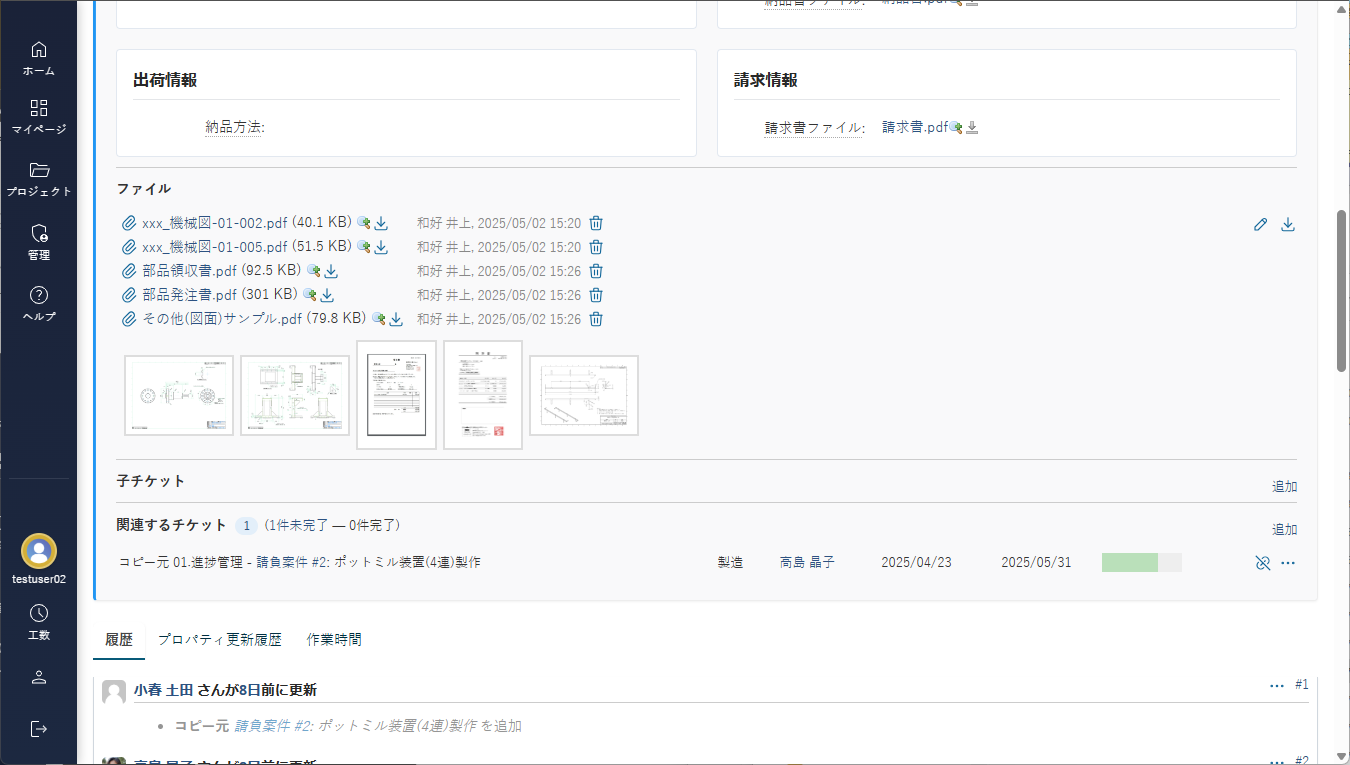 ホーム
マイページ
プロジェクト
管理
ヘルプ
testuser02
工数
納品書ファイル: 納品書.pdf
出荷情報
納品方法:
請求情報
請求書ファイル: 請求書.pdf
ファイル
xxx_機械図-01-002.pdf (40.1 KB) 和好 井上, 2025/05/02 15:20
xxx_機械図-01-005.pdf (51.5 KB) 和好 井上, 2025/05/02 15:20
部品領収書.pdf (92.5 KB) 和好 井上, 2025/05/02 15:26
部品発注書.pdf (301 KB) 和好 井上, 2025/05/02 15:26
その他(図面)サンプル.pdf (79.8 KB) 和好 井上, 2025/05/02 15:26
子チケット
追加
関連するチケット 1 (1件未完了 — 0件完了)
追加
コピー元 01.進捗管理 - 請負案件 #2: ポットミル装置(4連)製作 製造 高島 晶子 2025/04/23 2025/05/31
履歴 プロパティ更新履歴 作業時間
小春 土田 さんが8日前に更新 ... #1
• コピー元 請負案件 #2: ポットミル装置(4連)製作 を追加
高島 晶子 さんが8日前に更新 ... #2